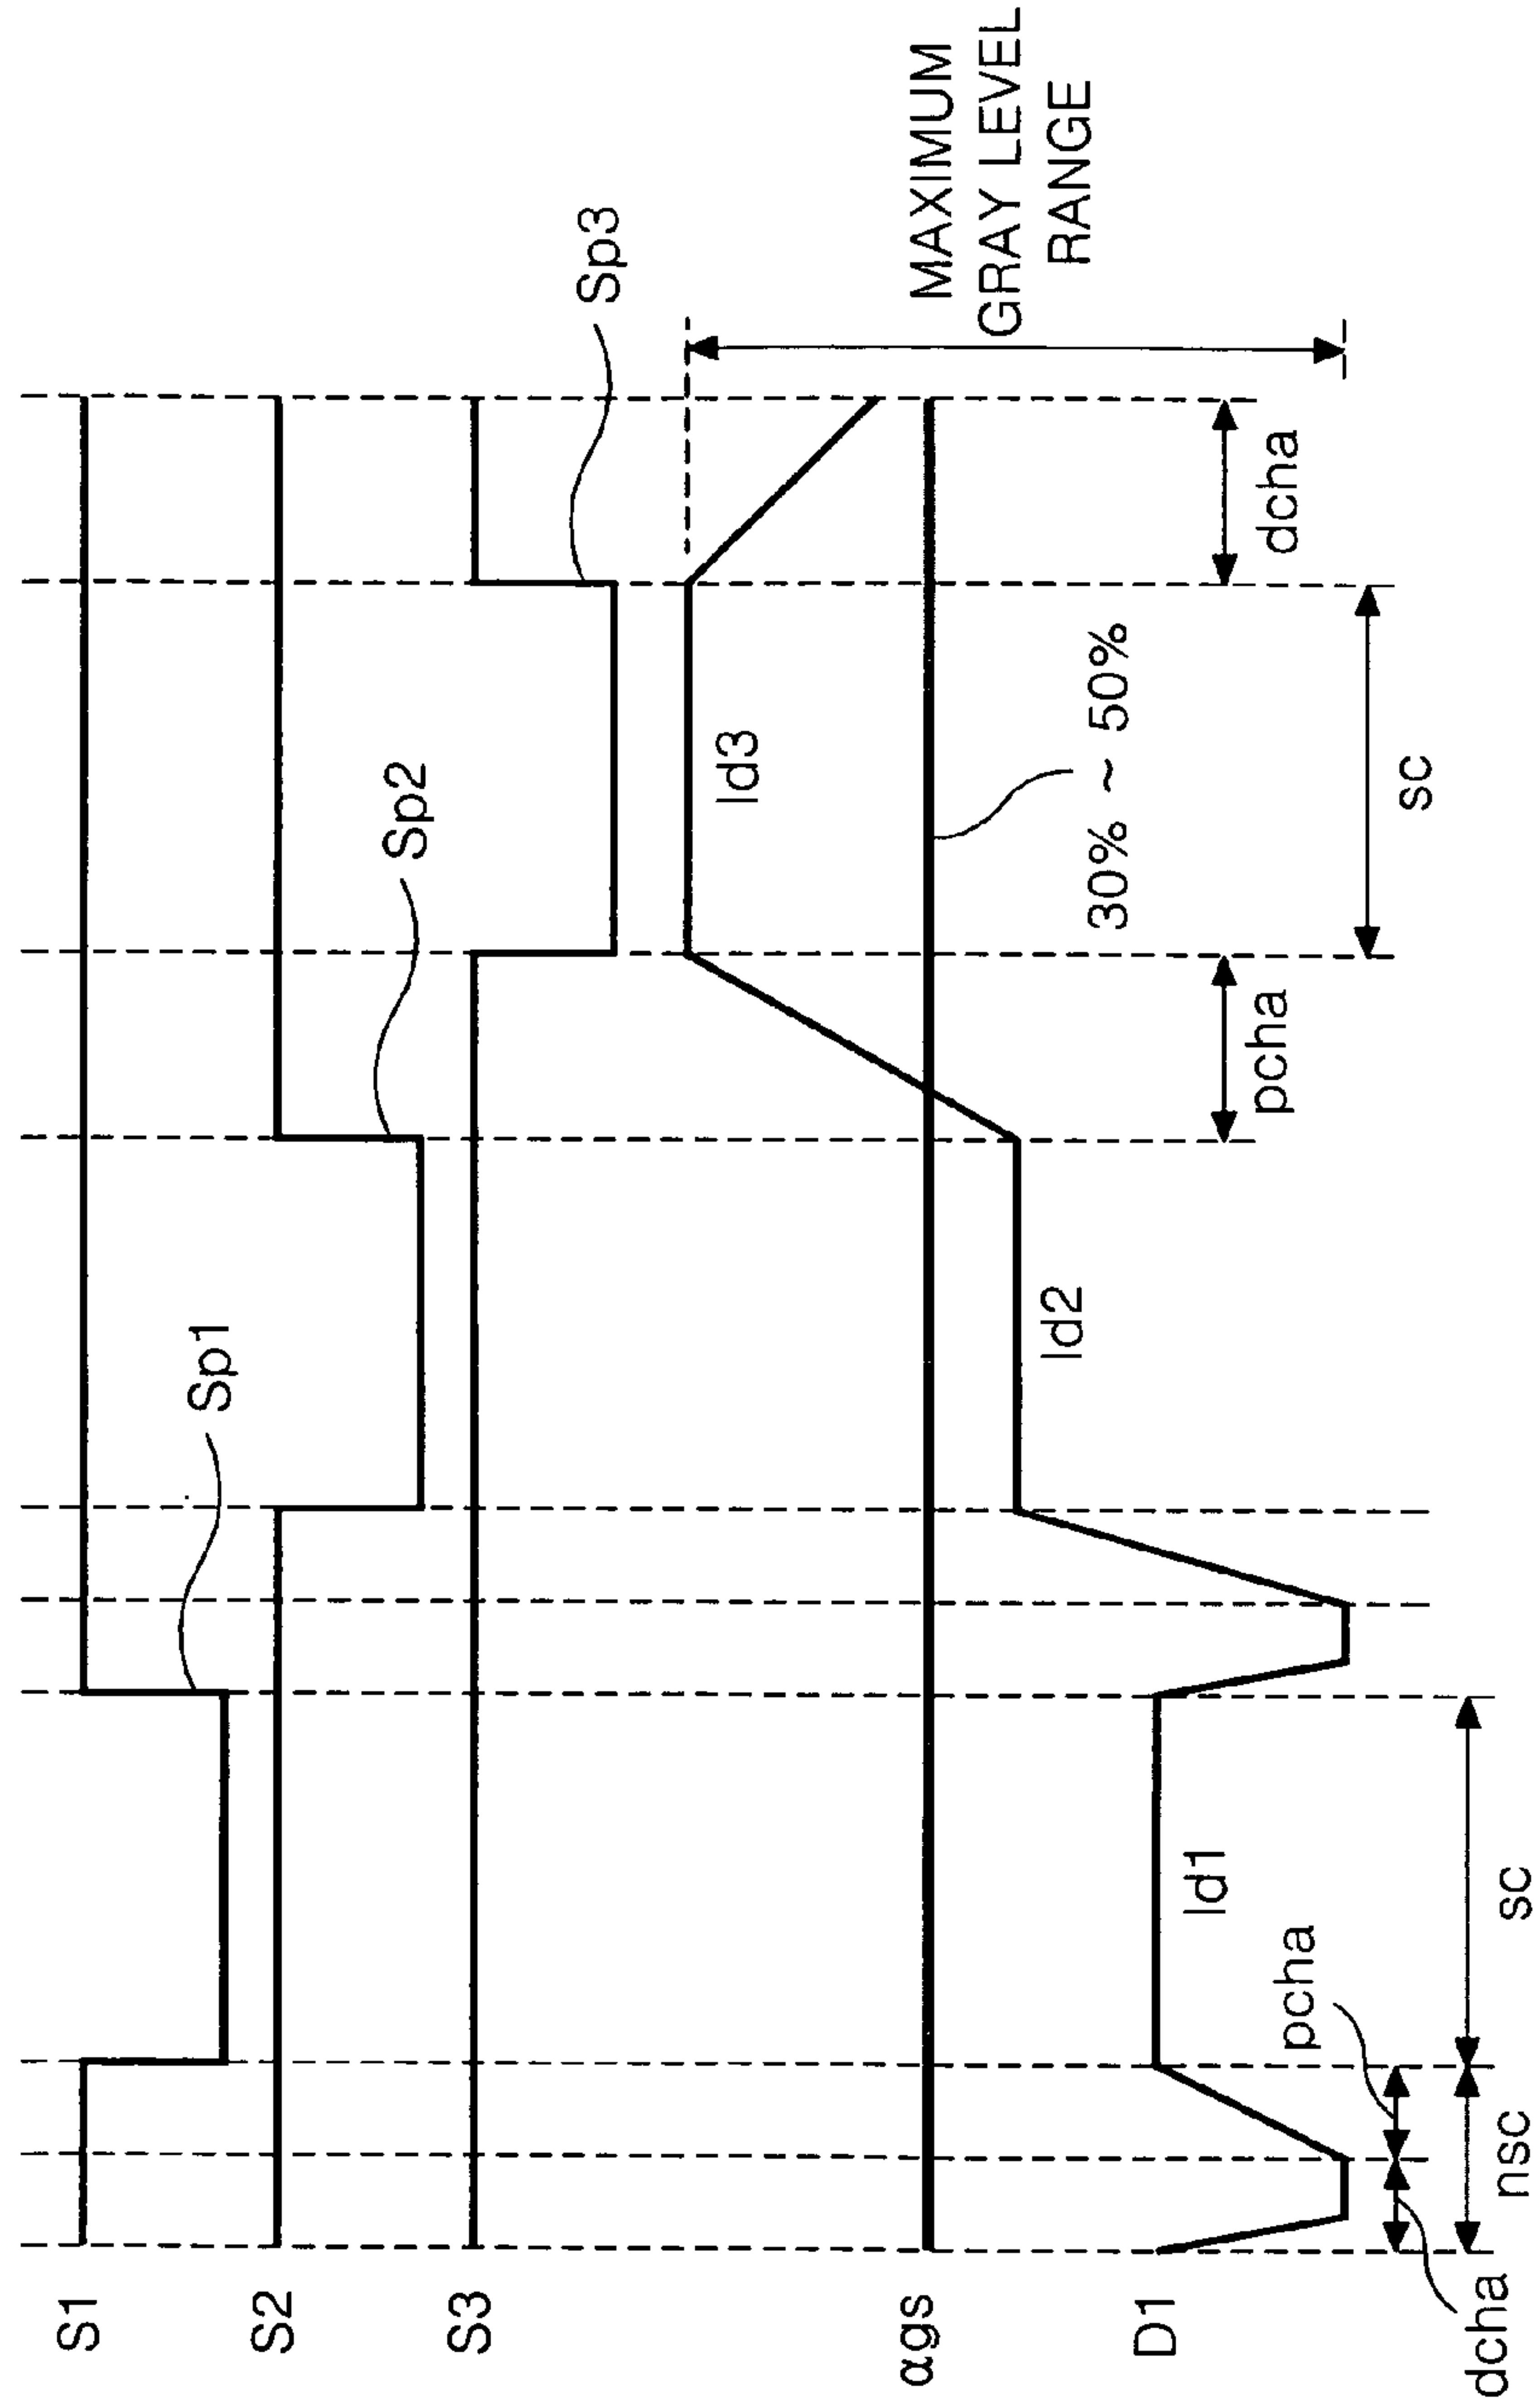 S1
Sp1
S2
Sp2
S3
Sp3
ld3
MAXIMUM
GRAY LEVEL
RANGE
αgs
30% ~ 50%
ld2
D1
ld1
dcha
pcha
pcha
dcha
nsc
sc
sc